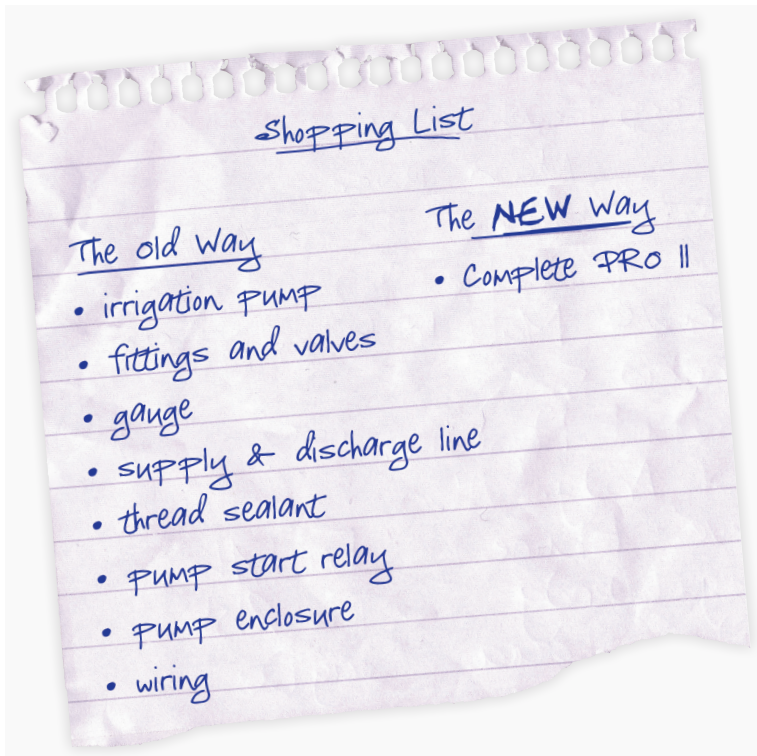 Shopping List
The old Way
• irrigation pump
• fittings and valves
• gauge
• supply & discharge line
• thread sealant
• pump start relay
• pump enclosure
• wiring
The NEW Way
• Complete PRO II